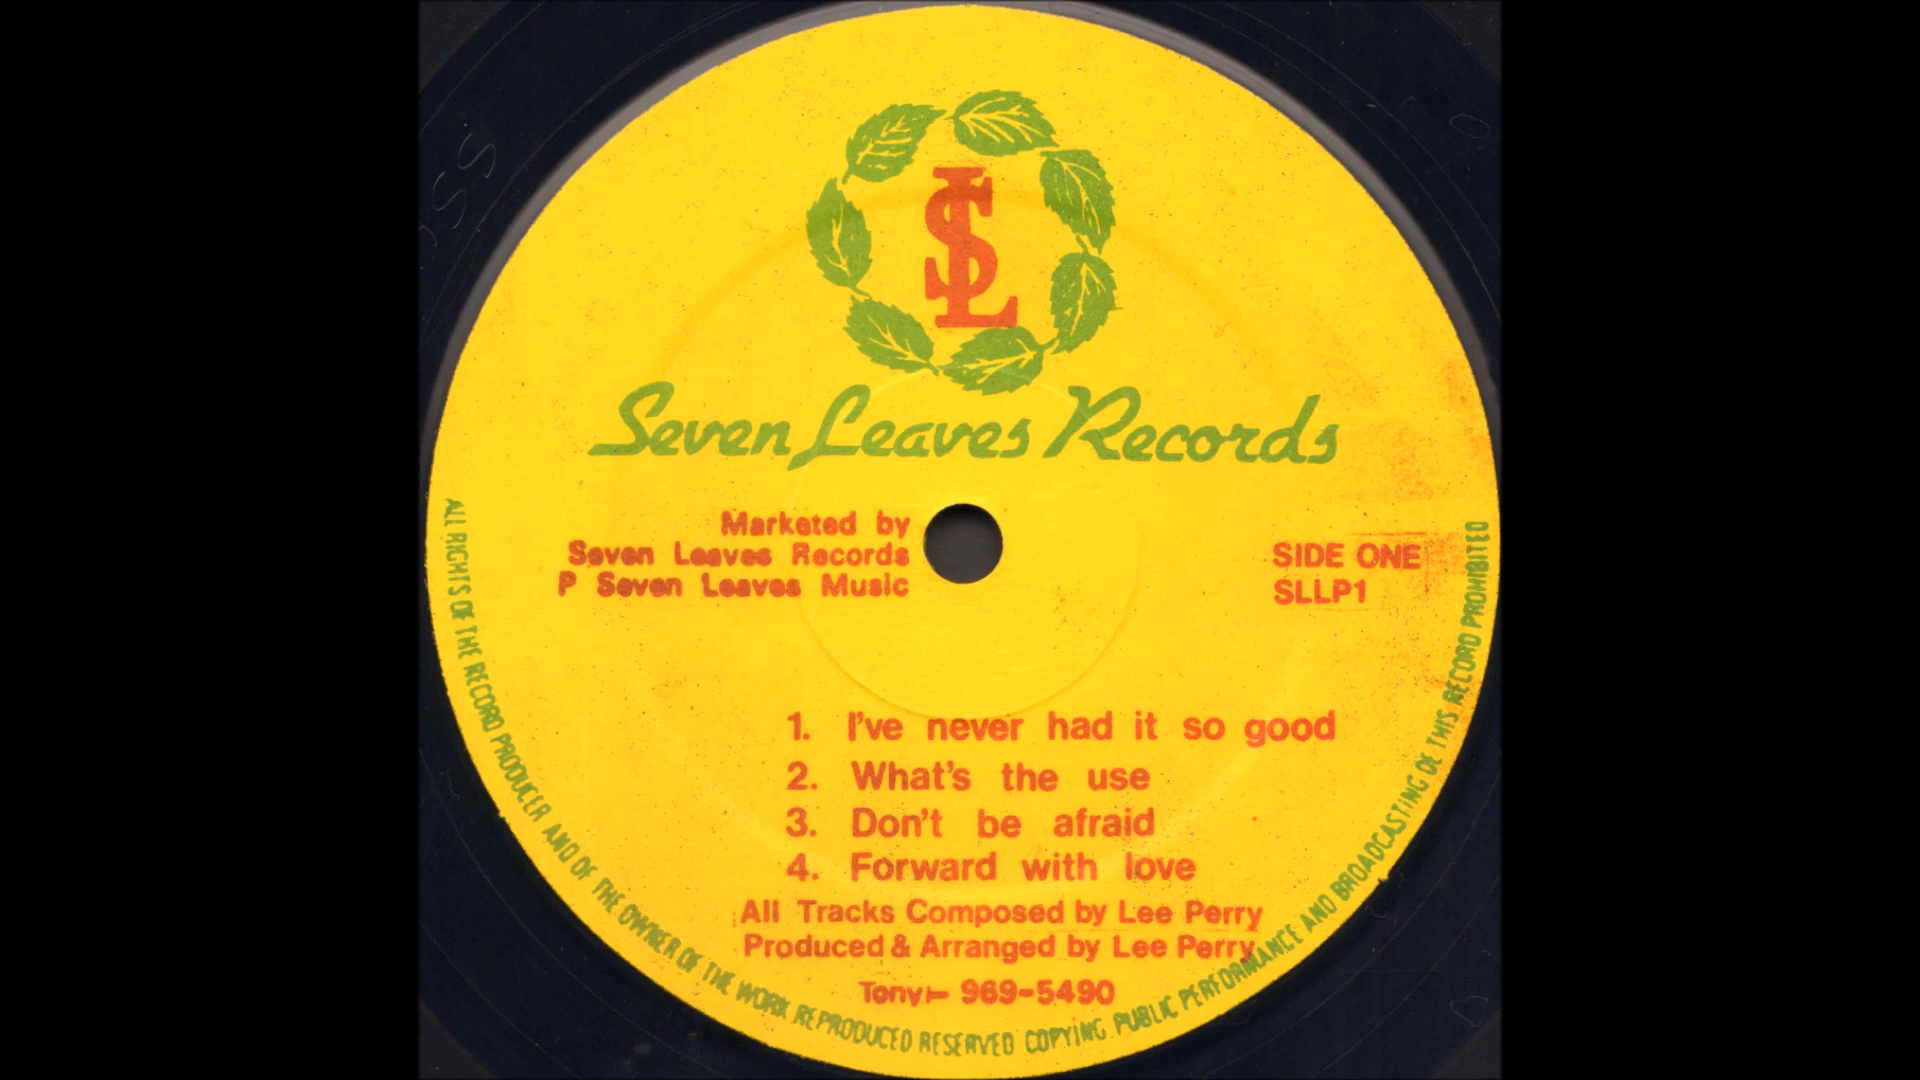 SL
Seven Leaves Records
Marketed by
Seven Leaves Records
P Seven Leaves Music
SIDE ONE
SLLP1
1. I've never had it so good
2. What's the use
3. Don't be afraid
4. Forward with love
All Tracks Composed by Lee Perry
Produced & Arranged by Lee Perry
Tony:- 969-5490
ALL RIGHTS OF THE RECORD PRODUCER AND OF THE OWNER OF THE WORK REPRODUCED RESERVED COPYING PUBLIC PERFORMANCE AND BROADCASTING OF THIS RECORD PROHIBITED